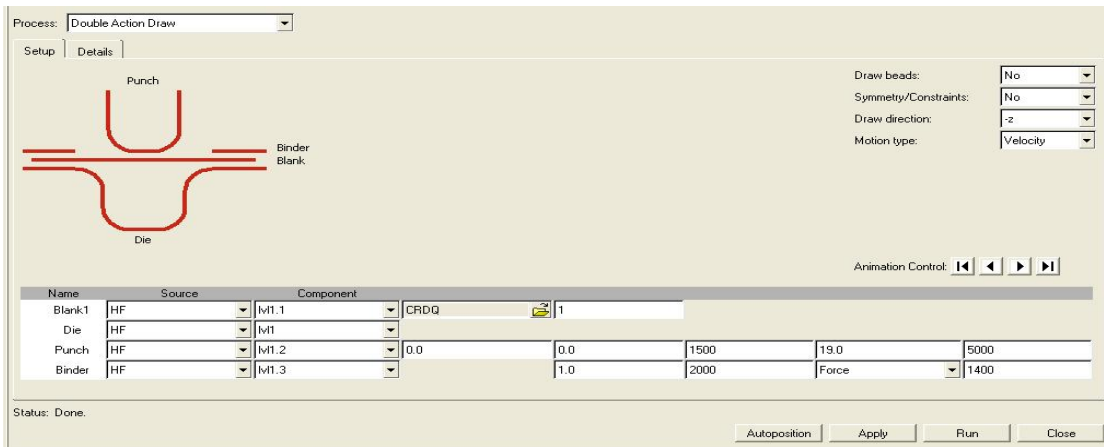 Process: Double Action Draw
Setup Details
Punch
Binder
Blank
Die
Draw beads: No
Symmetry/Constraints: No
Draw direction: -z
Motion type: Velocity
Animation Control:
Name Source Component
Blank1 HF lvl1.1 CRDQ 1
Die HF lvl1
Punch HF lvl1.2 0.0 0.0 1500 19.0 5000
Binder HF lvl1.3 1.0 2000 Force 1400
Status: Done.
Autoposition Apply Run Close